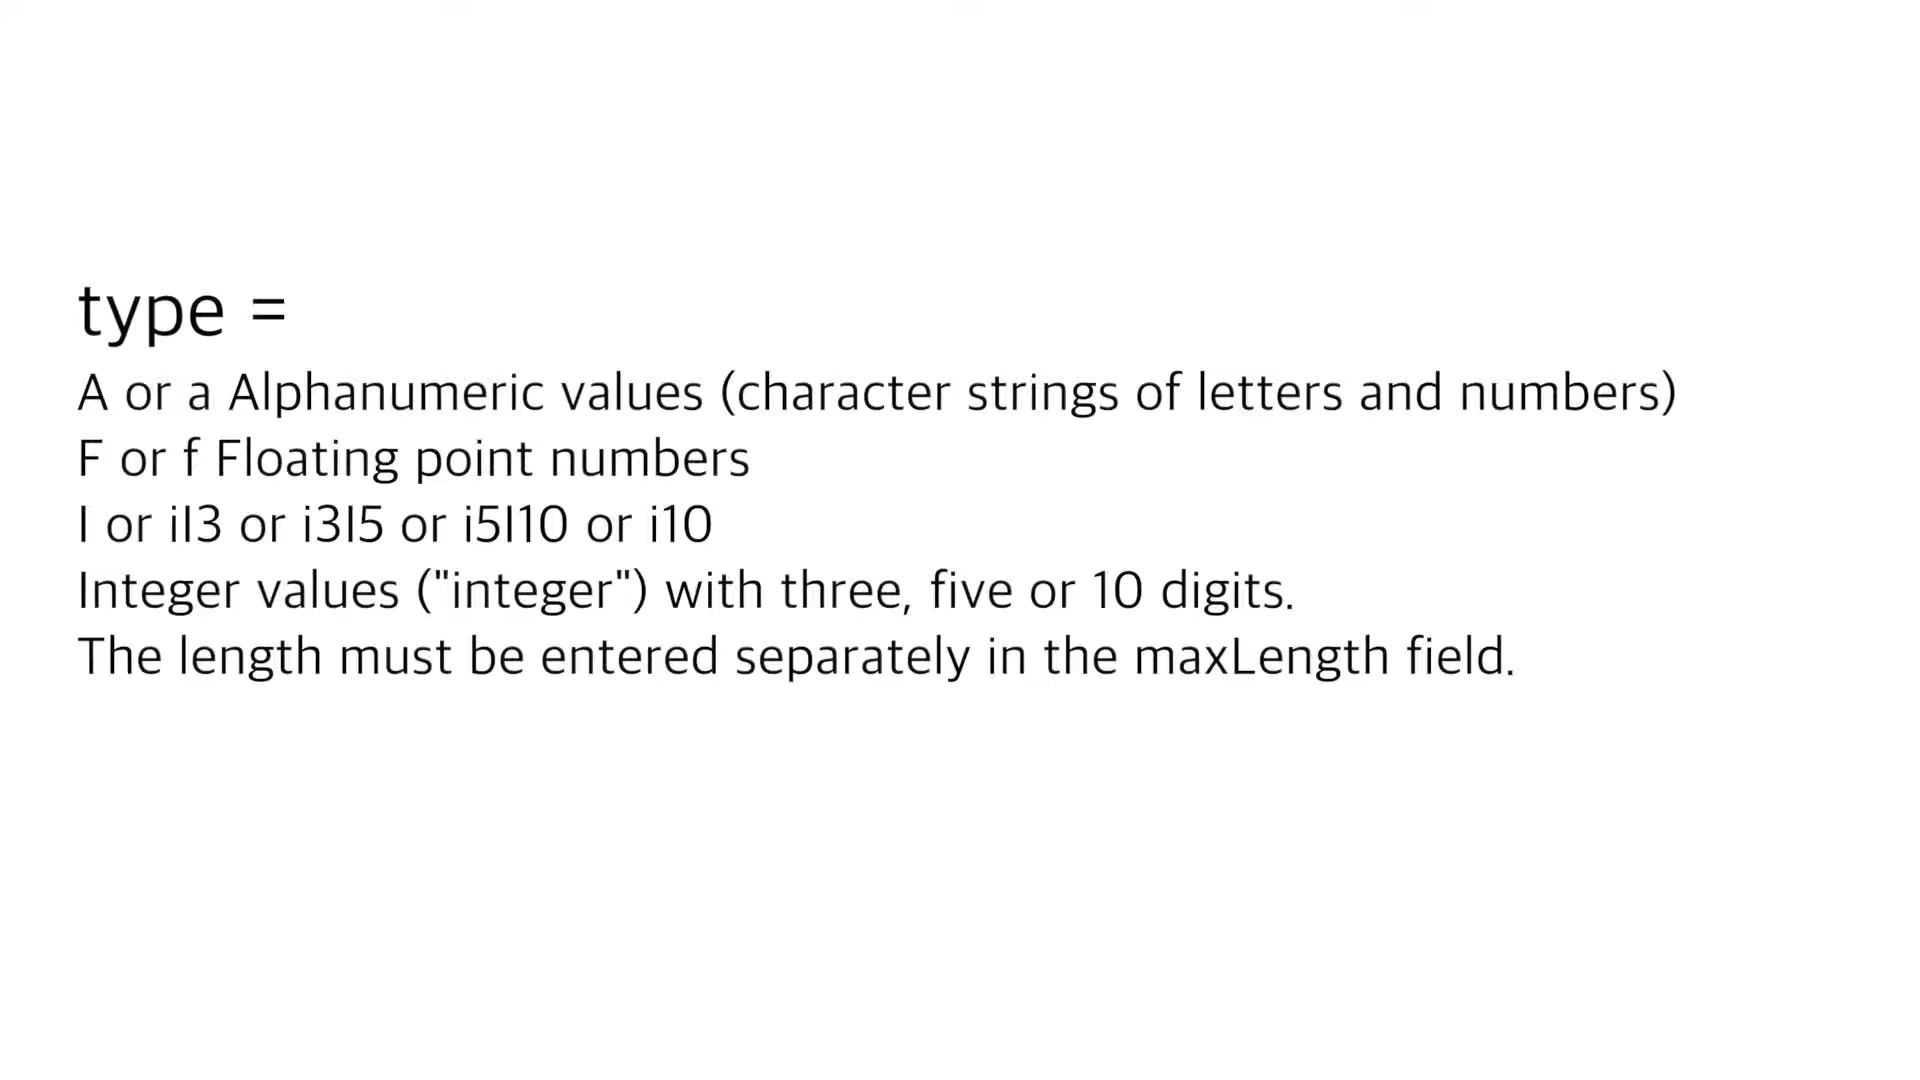 type =
A or a Alphanumeric values (character strings of letters and numbers)
F or f Floating point numbers
I or iI3 or i3I5 or i5I10 or i10
Integer values ("integer") with three, five or 10 digits.
The length must be entered separately in the maxLength field.